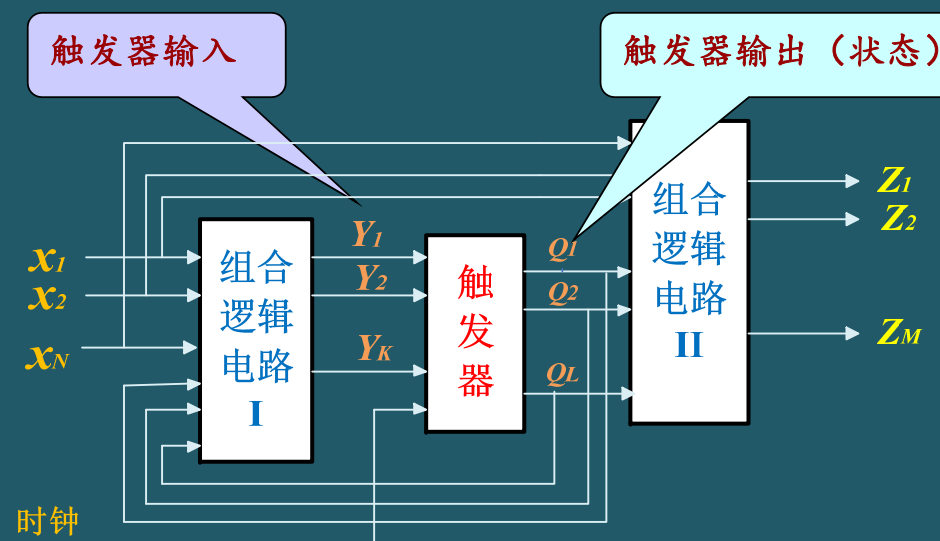 触发器输入
触发器输出（状态）
x1
x2
xN
组合
逻辑
电路
I
Y1
Y2
YK
触
发
器
Q1
Q2
QL
组合
逻辑
电路
II
Z1
Z2
ZM
时钟